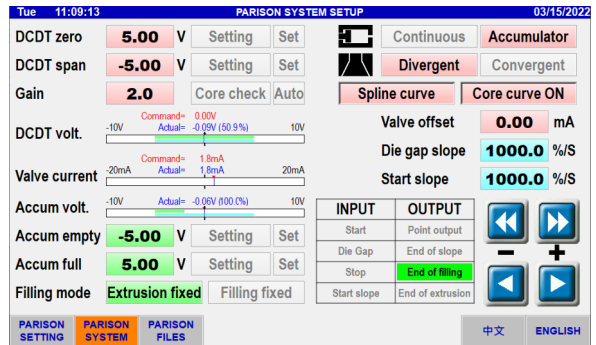 Tue 11:09:13 PARISON SYSTEM SETUP 03/15/2022
DCDT zero 5.00 V Setting Set Continuous Accumulator
DCDT span -5.00 V Setting Set Divergent Convergent
Gain 2.0 Core check Auto Spline curve Core curve ON
Command= 0.00V
DCDT volt. -10V Actual= -0.09V (50.9%) 10V
Valve offset 0.00 mA
Die gap slope 1000.0 %/S
Command= 1.8mA
Valve current -20mA Actual= 1.8mA 20mA
Start slope 1000.0 %/S
Accum volt. -10V Actual= -0.06V (100.0%) 10V
INPUT OUTPUT
Accum empty -5.00 V Setting Set
Start Point output
Die Gap End of slope
Accum full 5.00 V Setting Set
Stop End of filling
Filling mode Extrusion fixed Filling fixed
Start slope End of extrusion
− +
PARISON SETTING PARISON SYSTEM PARISON FILES 中文 ENGLISH